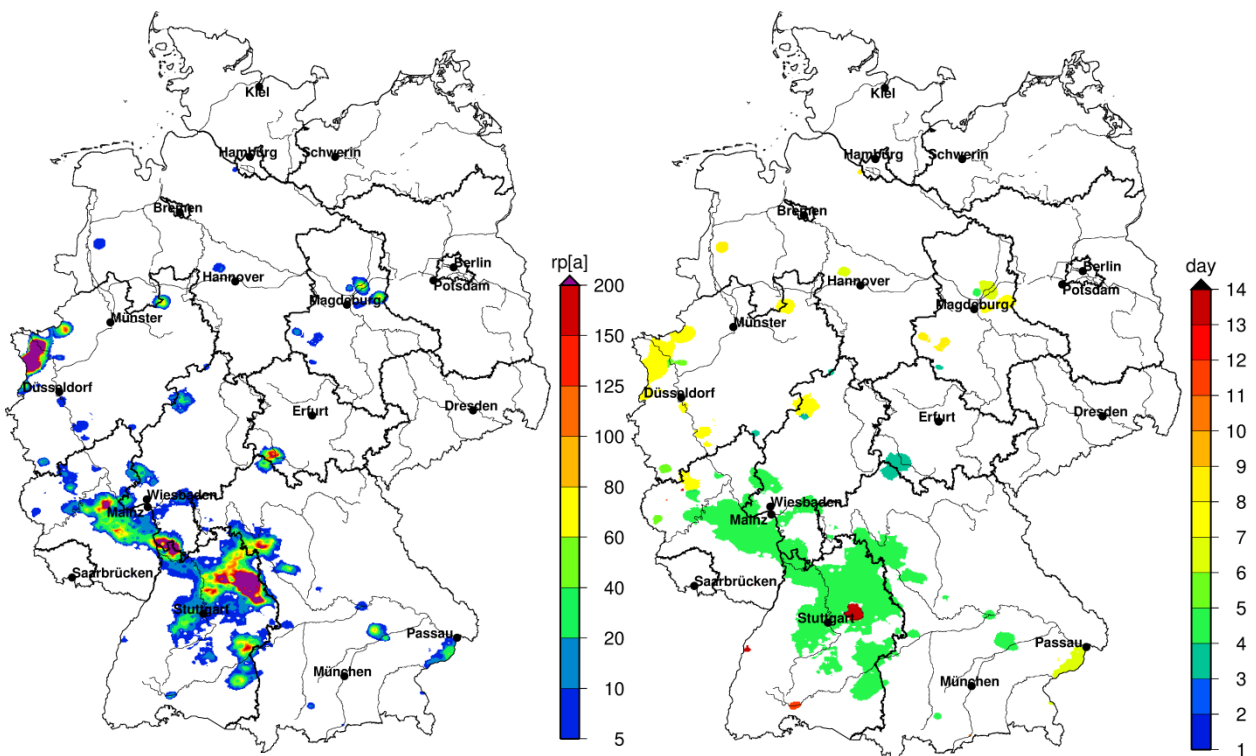 Kiel
Hamburg
Schwerin
Bremen
Hannover
Berlin
Potsdam
Magdeburg
Münster
Düsseldorf
Erfurt
Dresden
Wiesbaden
Mainz
Saarbrücken
Stuttgart
Passau
München
rp[a]
200
150
125
100
80
60
40
20
10
5
Kiel
Hamburg
Schwerin
Bremen
Hannover
Berlin
Potsdam
Magdeburg
Münster
Düsseldorf
Erfurt
Dresden
Wiesbaden
Mainz
Saarbrücken
Stuttgart
Passau
München
day
14
13
12
11
10
9
8
7
6
5
4
3
2
1